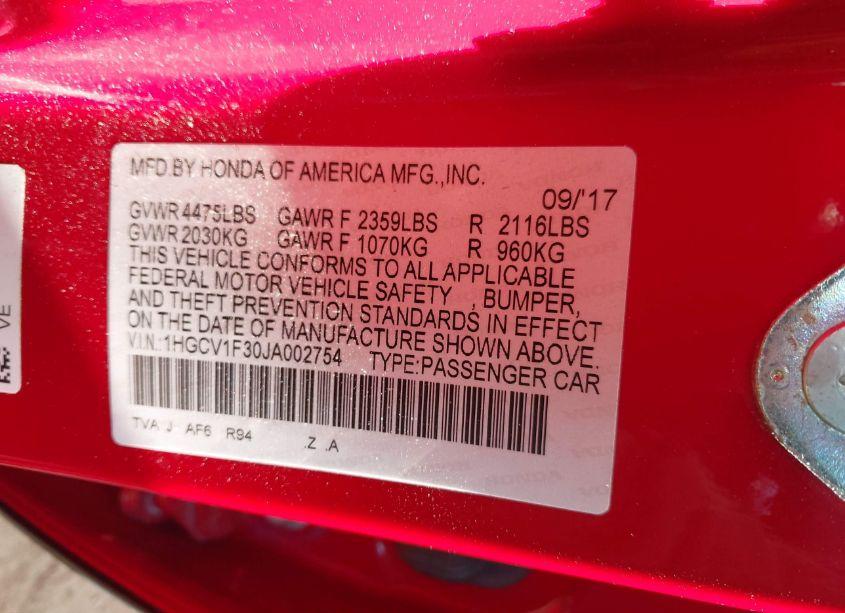 MFD.BY HONDA OF AMERICA MFG.,INC.
09/'17
GVWR 4475LBS GAWR F 2359LBS R 2116LBS
GVWR 2030KG GAWR F 1070KG R 960KG
THIS VEHICLE CONFORMS TO ALL APPLICABLE
FEDERAL MOTOR VEHICLE SAFETY , BUMPER,
AND THEFT PREVENTION STANDARDS IN EFFECT
ON THE DATE OF MANUFACTURE SHOWN ABOVE.
V.I.N.:1HGCV1F30JA002754 TYPE:PASSENGER CAR
TVA J AF6 R94 .Z .A
VE